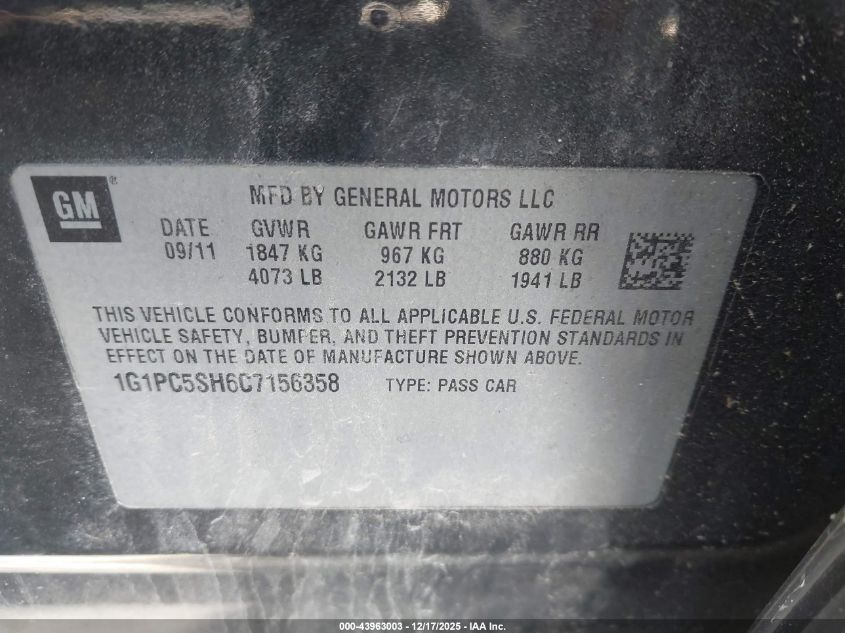 GM®
MFD BY GENERAL MOTORS LLC
DATE GVWR GAWR FRT GAWR RR
09/11 1847 KG 967 KG 880 KG
4073 LB 2132 LB 1941 LB
THIS VEHICLE CONFORMS TO ALL APPLICABLE U.S. FEDERAL MOTOR
VEHICLE SAFETY, BUMPER, AND THEFT PREVENTION STANDARDS IN
EFFECT ON THE DATE OF MANUFACTURE SHOWN ABOVE.
1G1PC5SH6C7156358 TYPE: PASS CAR
000-43963003 - 12/17/2025 - IAA Inc.